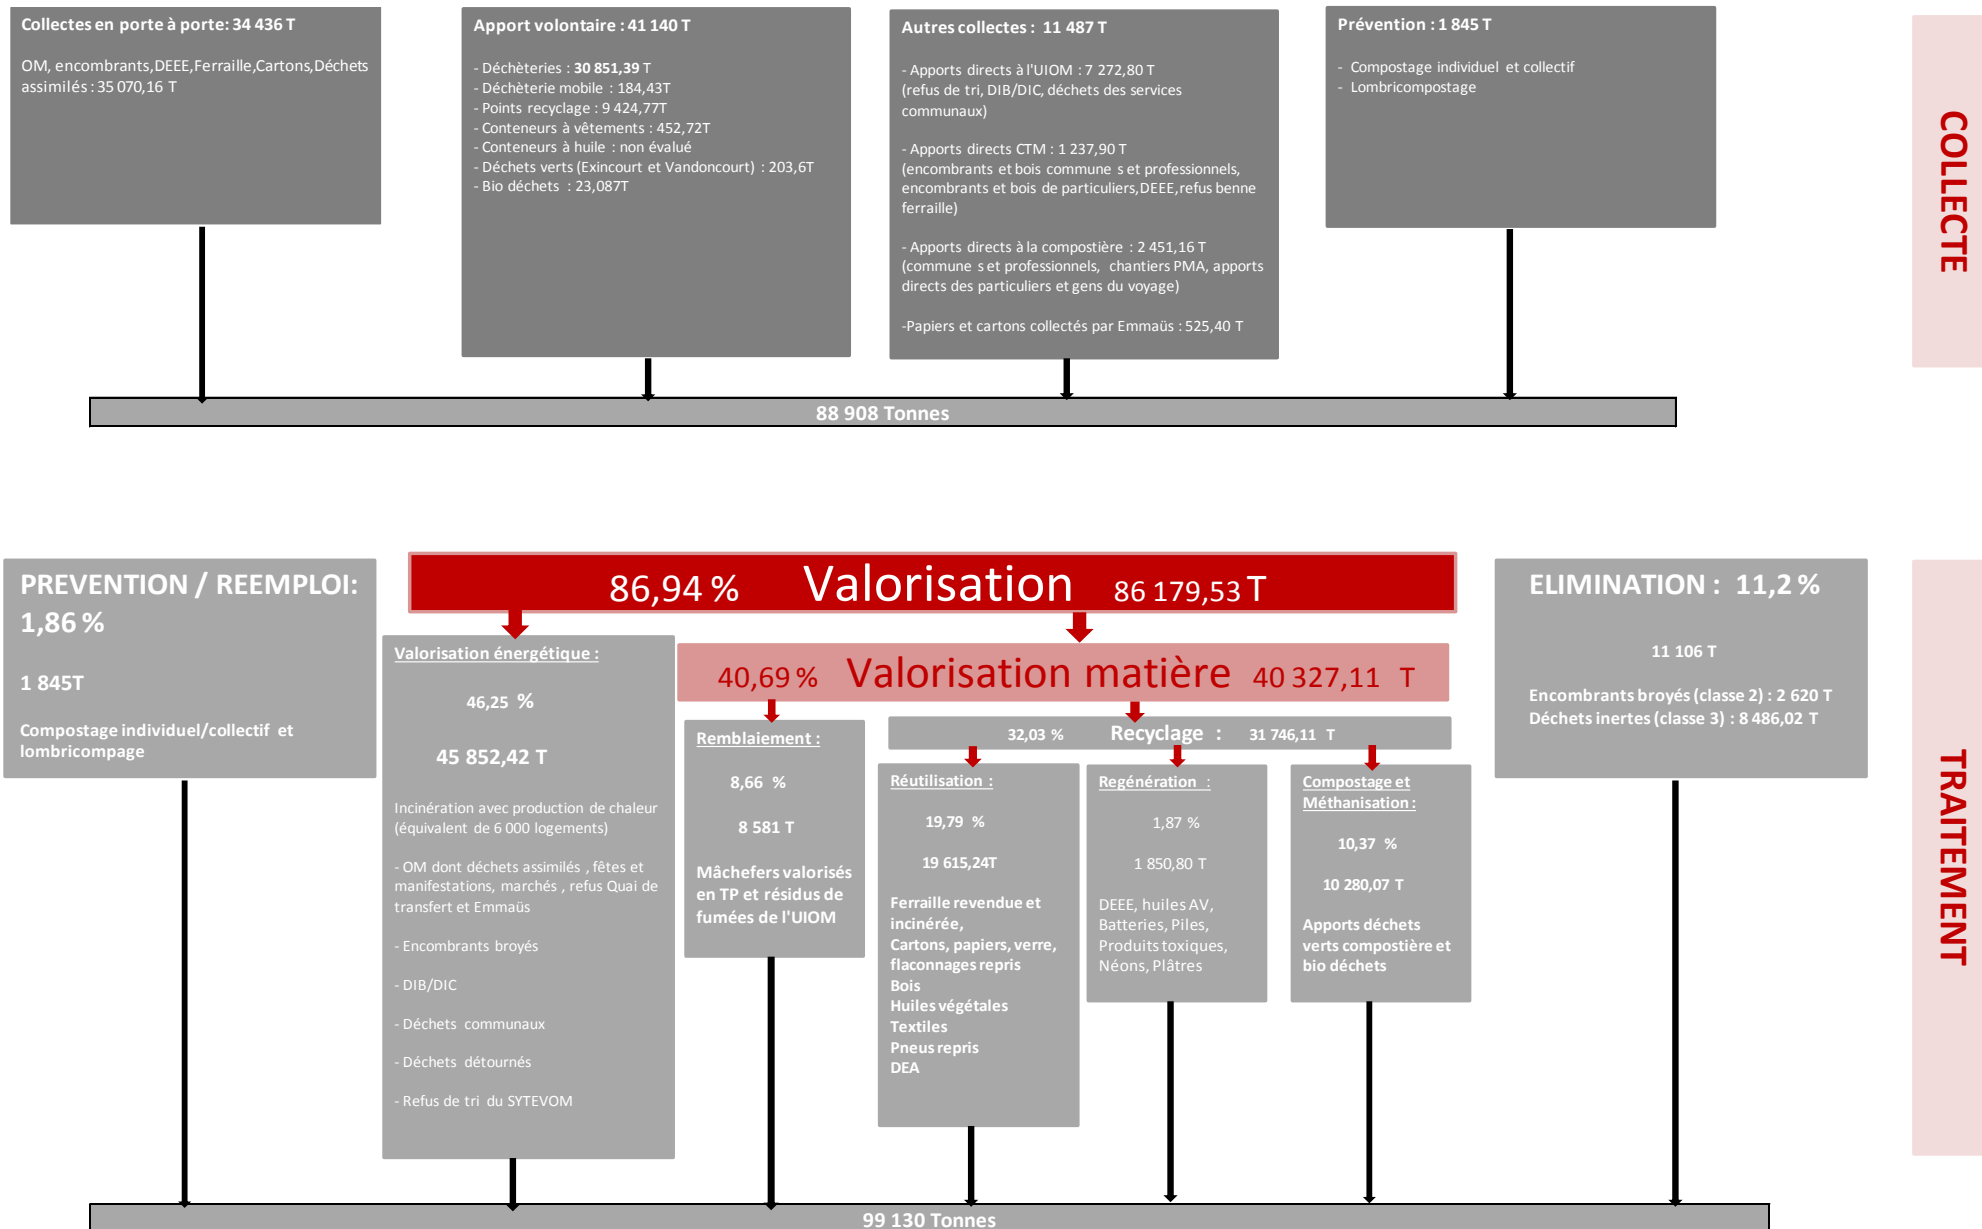 Collectes en porte à porte: 34 436 T
OM, encombrants,DEEE,Ferraille,Cartons,Déchets
assimilés : 35 070,16 T
Apport volontaire : 41 140 T
- Déchèteries : 30 851,39 T
- Déchèterie mobile : 184,43T
- Points recyclage : 9 424,77T
- Conteneurs à vêtements : 452,72T
- Conteneurs à huile : non évalué
- Déchets verts (Exincourt et Vandoncourt) : 203,6T
- Bio déchets : 23,087T
Autres collectes : 11 487 T
- Apports directs à l'UIOM : 7 272,80 T
(refus de tri, DIB/DIC, déchets des services
communaux)
- Apports directs CTM : 1 237,90 T
(encombrants et bois commune s et professionnels,
encombrants et bois de particuliers,DEEE,refus benne
ferraille)
- Apports directs à la compostière : 2 451,16 T
(commune s et professionnels, chantiers PMA, apports
directs des particuliers et gens du voyage)
-Papiers et cartons collectés par Emmaüs : 525,40 T
Prévention : 1 845 T
- Compostage individuel et collectif
- Lombricompostage
COLLECTE
88 908 Tonnes
PREVENTION / REEMPLOI:
1,86 %
1 845T
Compostage individuel/collectif et
lombricompage
86,94 % Valorisation 86 179,53 T
Valorisation énergétique :
46,25 %
45 852,42 T
Incinération avec production de chaleur
(équivalent de 6 000 logements)
- OM dont déchets assimilés , fêtes et
manifestations, marchés , refus Quai de
transfert et Emmaüs
- Encombrants broyés
- DIB/DIC
- Déchets communaux
- Déchets détournés
- Refus de tri du SYTEVOM
40,69 % Valorisation matière 40 327,11 T
Remblaiement :
8,66 %
8 581 T
Mâchefers valorisés
en TP et résidus de
fumées de l'UIOM
32,03 % Recyclage : 31 746,11 T
Réutilisation :
19,79 %
19 615,24T
Ferraille revendue et
incinérée,
Cartons, papiers, verre,
flaconnages repris
Bois
Huiles végétales
Textiles
Pneus repris
DEA
Regénération :
1,87 %
1 850,80 T
DEEE, huiles AV,
Batteries, Piles,
Produits toxiques,
Néons, Plâtres
Compostage et
Méthanisation :
10,37 %
10 280,07 T
Apports déchets
verts compostière et
bio déchets
ELIMINATION : 11,2 %
11 106 T
Encombrants broyés (classe 2) : 2 620 T
Déchets inertes (classe 3) : 8 486,02 T
TRAITEMENT
99 130 Tonnes